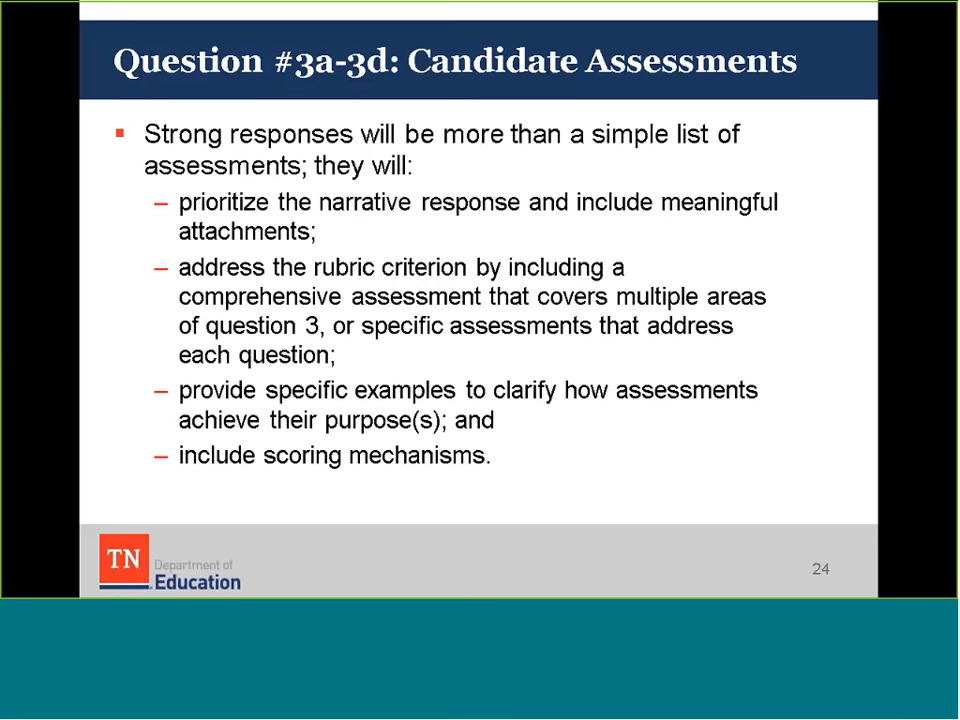 Question #3a-3d: Candidate Assessments
▪ Strong responses will be more than a simple list of
assessments; they will:
– prioritize the narrative response and include meaningful
attachments;
– address the rubric criterion by including a
comprehensive assessment that covers multiple areas
of question 3, or specific assessments that address
each question;
– provide specific examples to clarify how assessments
achieve their purpose(s); and
– include scoring mechanisms.
TN
Department of
Education
24